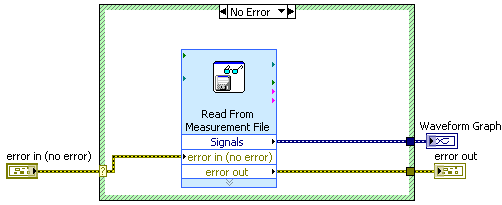 No Error
Read From
Measurement File
Signals
Waveform Graph
error in (no error)
error in (no error)
error out
error out
?